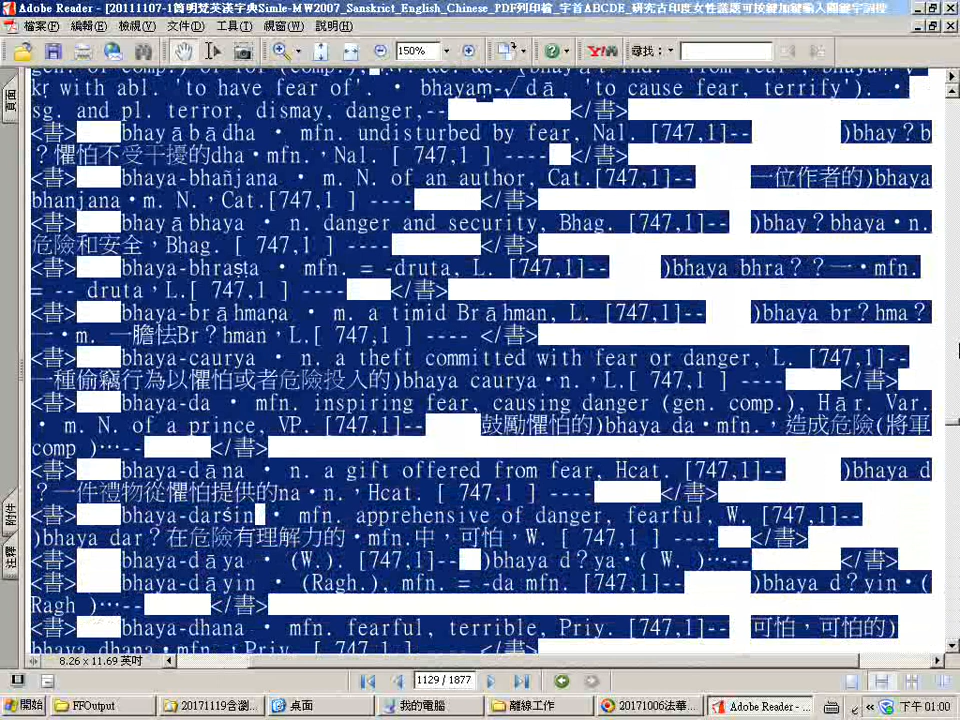 Adobe Reader - [20111107-1簡明梵英漢字典Simle-MW2007_Sanskrict_English_Chinese_PDF列印檔_字首ABCDE_研究古印度女性議題可按鍵鍵輸入關鍵字詞搜
檔案(F) 編輯(E) 檢視(V) 文件(D) 工具(T) 視窗(W) 說明(H)
150% Y! 尋找：
頁面
kṛ with abl. 'to have fear of'. • bhayaṃ-√ dā, 'to cause fear, terrify'). •
sg. and pl. terror, dismay, danger,-- </書>
<書> bhayābādha • mfn. undisturbed by fear, Nal. [747,1]-- )bhay？b
？懼怕不受干擾的dha•mfn.，Nal. [ 747,1 ] ---- </書>
<書> bhaya-bhañjana • m. N. of an author, Cat.[747,1]-- 一位作者的)bhaya
bhanjana•m. N.，Cat.[747,1 ] ---- </書>
<書> bhayābhaya • n. danger and security, Bhag. [747,1]-- )bhay？bhaya•n.
危險和安全，Bhag. [ 747,1 ] ---- </書>
<書> bhaya-bhraṣṭa • mfn. = -druta, L. [747,1]-- )bhaya bhra？？一•mfn.
= -- druta，L.[ 747,1 ] ---- </書>
<書> bhaya-brāhmaṇa • m. a timid Brāhman, L. [747,1]-- )bhaya br？hma？
一•m. 一膽怯Br？hman，L.[ 747,1 ] ---- </書>
<書> bhaya-caurya • n. a theft committed with fear or danger, L. [747,1]--
一種偷竊行為以懼怕或者危險投入的)bhaya caurya•n.，L.[ 747,1 ] ---- </書>
<書> bhaya-da • mfn. inspiring fear, causing danger (gen. comp.), Hār. Var.
• m. N. of a prince, VP. [747,1]-- 鼓勵懼怕的)bhaya da•mfn.，造成危險(將軍
comp )…-- </書>
<書> bhaya-dāna • n. a gift offered from fear, Hcat. [747,1]-- )bhaya d
？一件禮物從懼怕提供的na•n.，Hcat. [ 747,1 ] ---- </書>
<書> bhaya-darśin • mfn. apprehensive of danger, fearful, W. [747,1]--
)bhaya dar？在危險有理解力的•mfn.中，可怕，W. [ 747,1 ] ---- </書>
<書> bhaya-dāya • (W.). [747,1]-- )bhaya d？ya•( W. )…-- </書>
<書> bhaya-dāyin • (Ragh.), mfn. = -da mfn. [747,1]-- )bhaya d？yin•(
Ragh )…-- </書>
<書> bhaya-dhana • mfn. fearful, terrible, Priy. [747,1]-- 可怕，可怕的)
bhaya dhana•mfn.，Priy. [ 747,1 ] ---- </書>
附件
注釋
8.26 x 11.69 英吋
1129 / 1877
開始 FFOutput 20171119含瀏... 桌面 我的電腦 離線工作 20171006法華... Adobe Reader - ... 下午 01:00